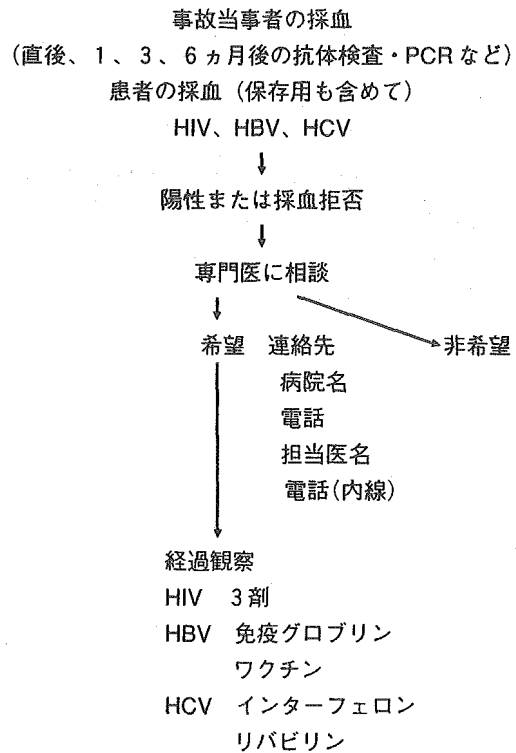 事故当事者の採血
(直後、1、3、6ヵ月後の抗体検査・PCRなど)
患者の採血(保存用も含めて)
HIV、HBV、HCV
陽性または採血拒否
専門医に相談
希望 連絡先 非希望
病院名
電話
担当医名
電話(内線)
経過観察
HIV 3剤
HBV 免疫グロブリン
ワクチン
HCV インターフェロン
リバビリン